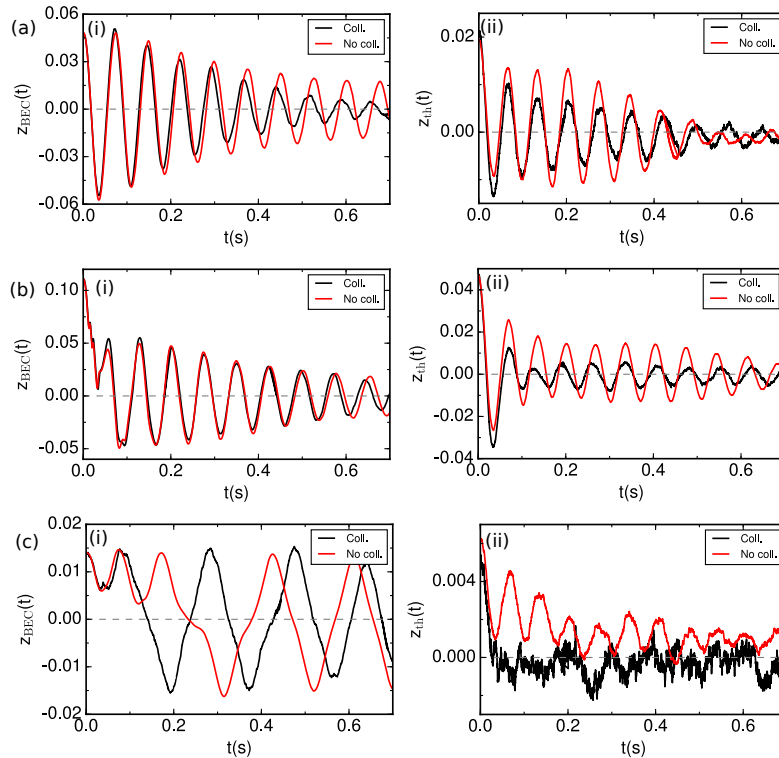 (a) (i)
Coll.
No coll.
0.06
0.03
0.00
-0.03
-0.06
z_BEC(t)
0.0 0.2 0.4 0.6
t(s)
(ii)
Coll.
No coll.
0.02
0.00
z_th(t)
0.0 0.2 0.4 0.6
t(s)
(b) (i)
Coll.
No coll.
0.10
0.05
0.00
-0.05
z_BEC(t)
0.0 0.2 0.4 0.6
t(s)
(ii)
Coll.
No coll.
0.04
0.02
0.00
-0.02
-0.04
z_th(t)
0.0 0.2 0.4 0.6
t(s)
(c) (i)
Coll.
No coll.
0.02
0.01
0.00
-0.01
-0.02
z_BEC(t)
0.0 0.2 0.4 0.6
t(s)
(ii)
Coll.
No coll.
0.004
0.000
z_th(t)
0.0 0.2 0.4 0.6
t(s)